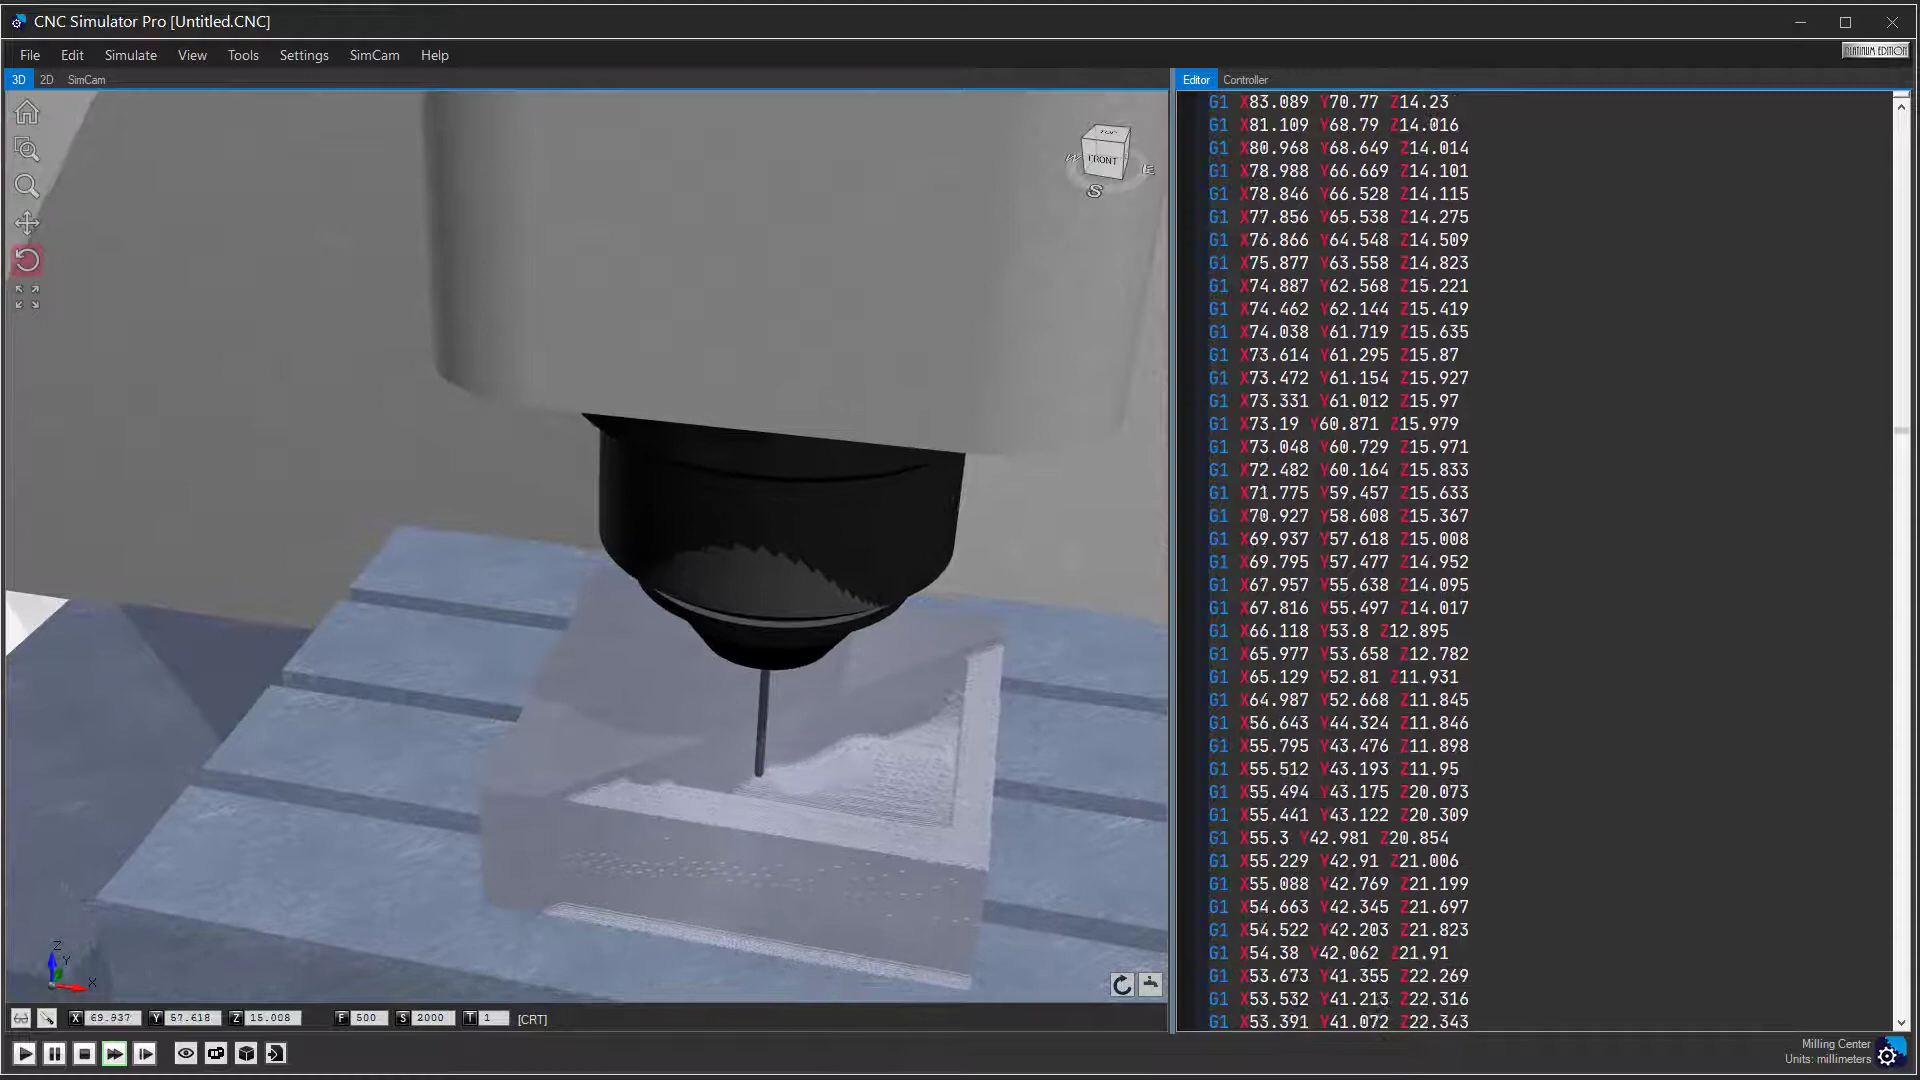 CNC Simulator Pro [Untitled.CNC]
File Edit Simulate View Tools Settings SimCam Help
PLATINUM EDITION
3D 2D SimCam
Editor Controller
TOP
FRONT
W
E
S
G1 X83.089 Y70.77 Z14.23
G1 X81.109 Y68.79 Z14.016
G1 X80.968 Y68.649 Z14.014
G1 X78.988 Y66.669 Z14.101
G1 X78.846 Y66.528 Z14.115
G1 X77.856 Y65.538 Z14.275
G1 X76.866 Y64.548 Z14.509
G1 X75.877 Y63.558 Z14.823
G1 X74.887 Y62.568 Z15.221
G1 X74.462 Y62.144 Z15.419
G1 X74.038 Y61.719 Z15.635
G1 X73.614 Y61.295 Z15.87
G1 X73.472 Y61.154 Z15.927
G1 X73.331 Y61.012 Z15.97
G1 X73.19 Y60.871 Z15.979
G1 X73.048 Y60.729 Z15.971
G1 X72.482 Y60.164 Z15.833
G1 X71.775 Y59.457 Z15.633
G1 X70.927 Y58.608 Z15.367
G1 X69.937 Y57.618 Z15.008
G1 X69.795 Y57.477 Z14.952
G1 X67.957 Y55.638 Z14.095
G1 X67.816 Y55.497 Z14.017
G1 X66.118 Y53.8 Z12.895
G1 X65.977 Y53.658 Z12.782
G1 X65.129 Y52.81 Z11.931
G1 X64.987 Y52.668 Z11.845
G1 X56.643 Y44.324 Z11.846
G1 X55.795 Y43.476 Z11.898
G1 X55.512 Y43.193 Z11.95
G1 X55.494 Y43.175 Z20.073
G1 X55.441 Y43.122 Z20.309
G1 X55.3 Y42.981 Z20.854
G1 X55.229 Y42.91 Z21.006
G1 X55.088 Y42.769 Z21.199
G1 X54.663 Y42.345 Z21.697
G1 X54.522 Y42.203 Z21.823
G1 X54.38 Y42.062 Z21.91
G1 X53.673 Y41.355 Z22.269
G1 X53.532 Y41.213 Z22.316
G1 X53.391 Y41.072 Z22.343
Z
Y
X
X 69.937 Y 57.618 Z 15.008 F 500 S 2000 T 1 [CRT]
Milling Center
Units: millimeters